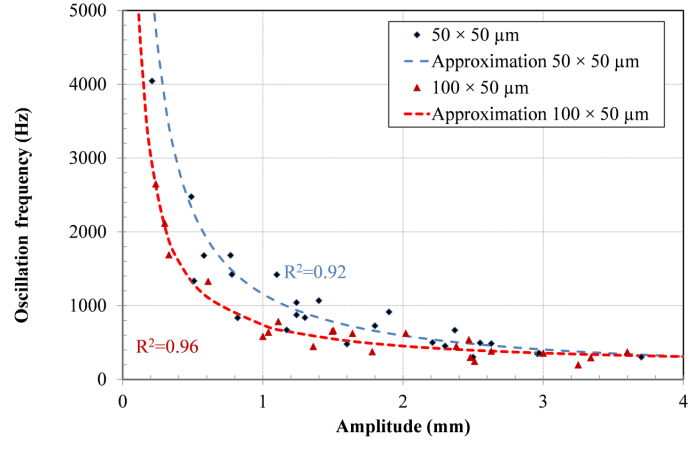 5000
4000
3000
2000
1000
0
Oscillation frequency (Hz)
50 × 50 µm
Approximation 50 × 50 µm
100 × 50 µm
Approximation 100 × 50 µm
R²=0.92
R²=0.96
0 1 2 3 4
Amplitude (mm)